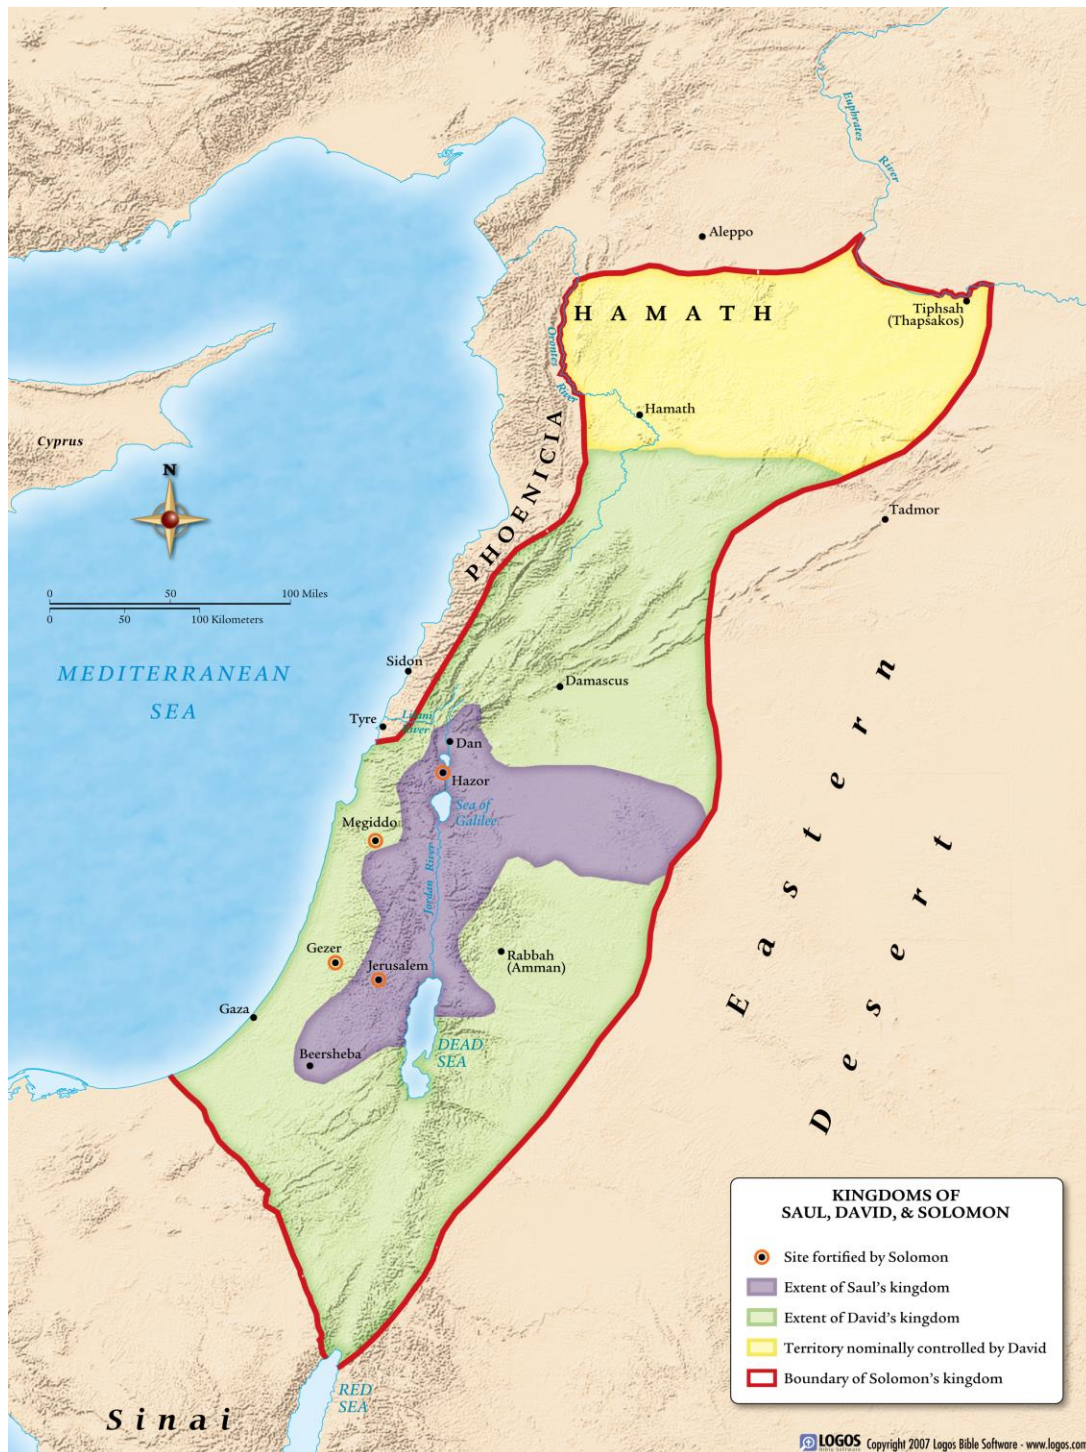 Euphrates
River
Aleppo
HAMATH
Tiphsah
(Thapsakos)
Orontes
River
Hamath
Cyprus
PHOENICIA
N
Tadmor
0 50 100 Miles
0 50 100 Kilometers
MEDITERRANEAN
SEA
Sidon
Damascus
Tyre
Litani
River
Dan
Hazor
Sea of
Galilee
Megiddo
Jordan River
Eastern
Desert
Gezer
Jerusalem
Rabbah
(Amman)
Gaza
DEAD
SEA
Beersheba
KINGDOMS OF
SAUL, DAVID, & SOLOMON
Site fortified by Solomon
Extent of Saul's kingdom
Extent of David's kingdom
Territory nominally controlled by David
Boundary of Solomon's kingdom
RED
SEA
Sinai
LOGOS
Bible Software
Copyright 2007 Logos Bible Software - www.logos.com